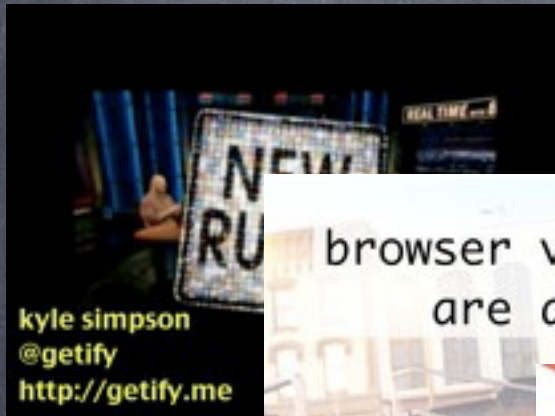 REAL TIME
NEW
RU
kyle simpson
@getify
http://getify.me
browser v
are